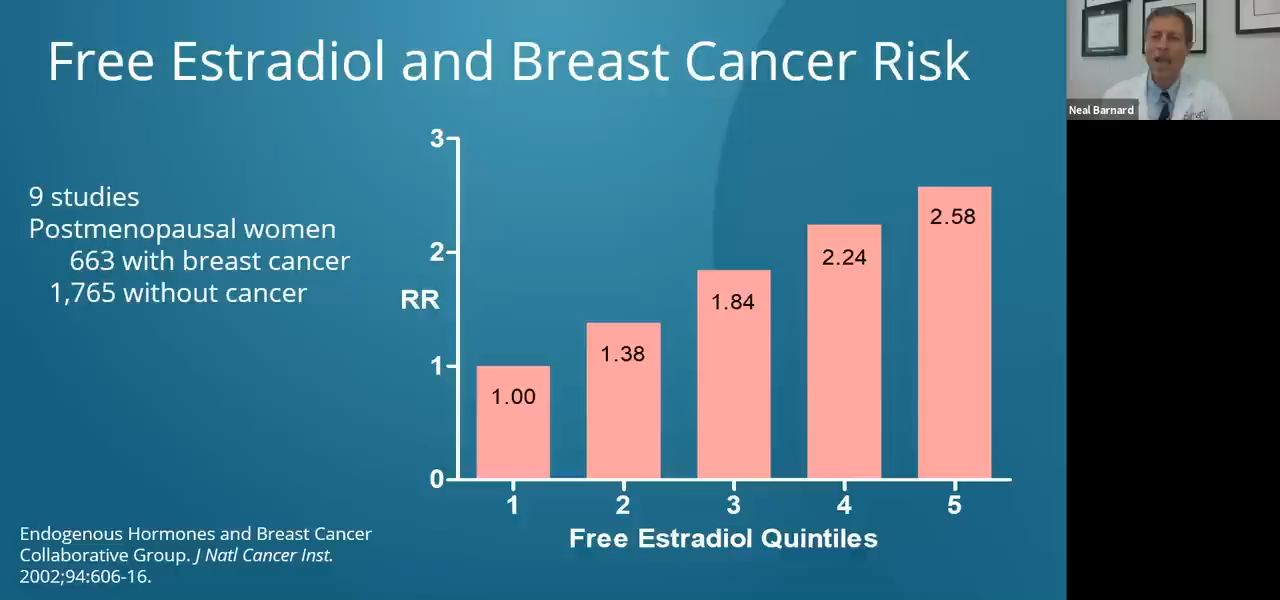 Free Estradiol and Breast Cancer Risk
Neal Barnard
9 studies
Postmenopausal women
663 with breast cancer
1,765 without cancer
3
2
1
0
RR
1.00
1.38
1.84
2.24
2.58
1
2
3
4
5
Free Estradiol Quintiles
Endogenous Hormones and Breast Cancer
Collaborative Group. J Natl Cancer Inst.
2002;94:606-16.